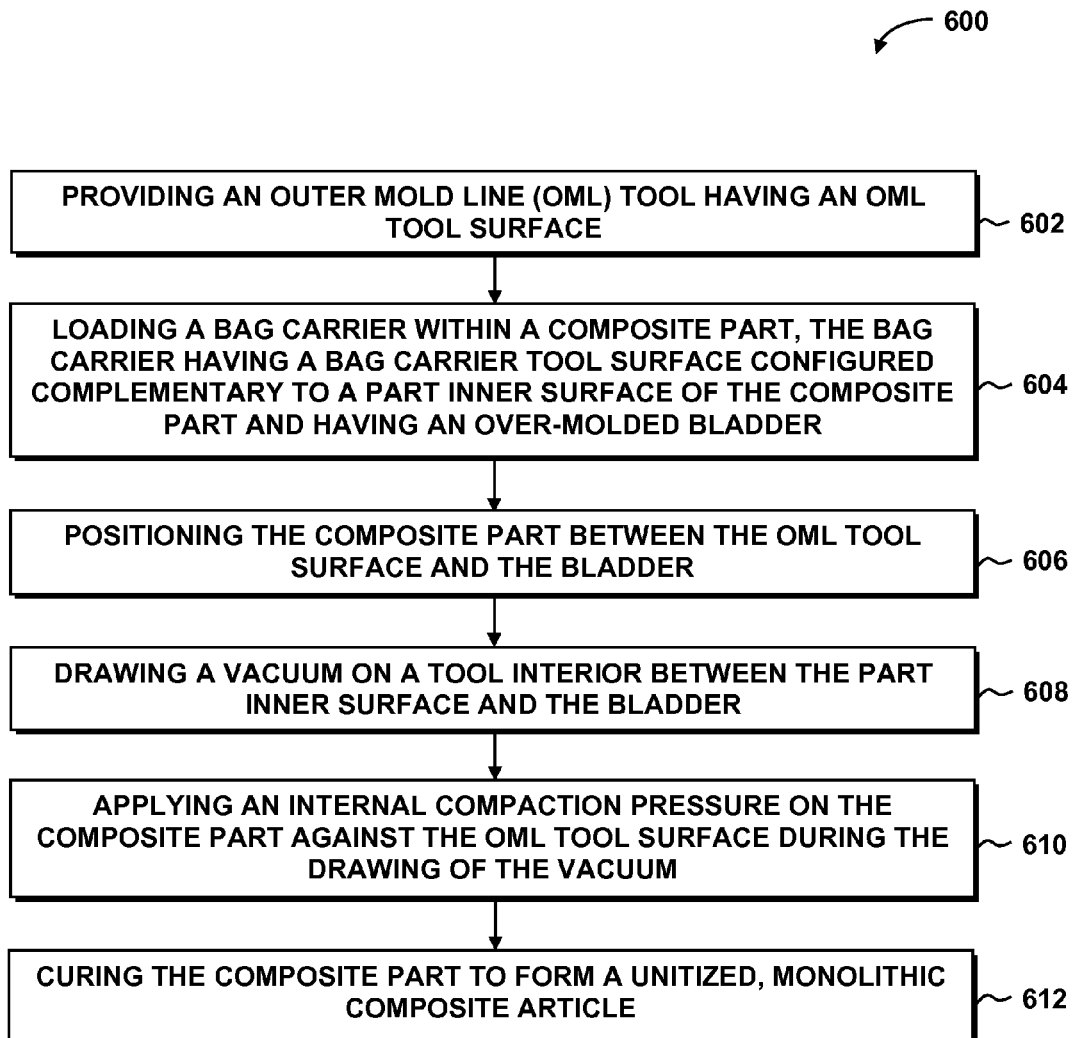 600
PROVIDING AN OUTER MOLD LINE (OML) TOOL HAVING AN OML
TOOL SURFACE
602
LOADING A BAG CARRIER WITHIN A COMPOSITE PART, THE BAG
CARRIER HAVING A BAG CARRIER TOOL SURFACE CONFIGURED
COMPLEMENTARY TO A PART INNER SURFACE OF THE COMPOSITE
PART AND HAVING AN OVER-MOLDED BLADDER
604
POSITIONING THE COMPOSITE PART BETWEEN THE OML TOOL
SURFACE AND THE BLADDER
606
DRAWING A VACUUM ON A TOOL INTERIOR BETWEEN THE PART
INNER SURFACE AND THE BLADDER
608
APPLYING AN INTERNAL COMPACTION PRESSURE ON THE
COMPOSITE PART AGAINST THE OML TOOL SURFACE DURING THE
DRAWING OF THE VACUUM
610
CURING THE COMPOSITE PART TO FORM A UNITIZED, MONOLITHIC
COMPOSITE ARTICLE
612